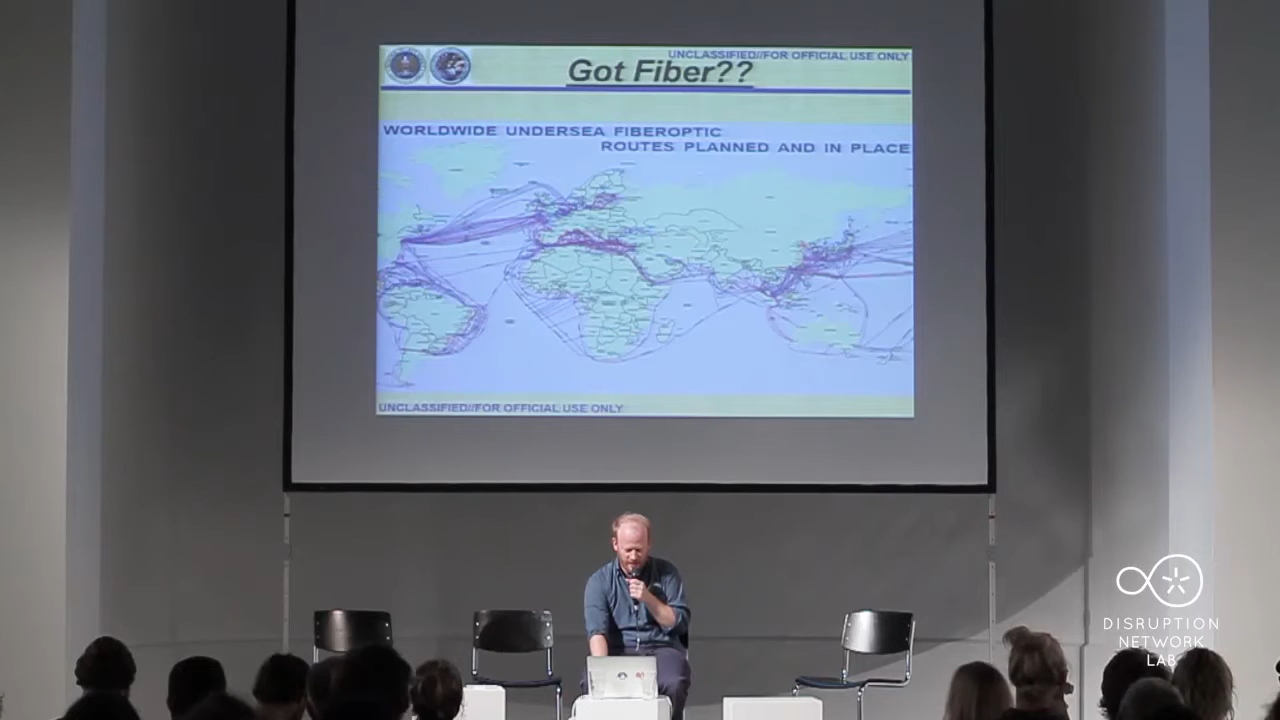 UNCLASSIFIED//FOR OFFICIAL USE ONLY
Got Fiber??
WORLDWIDE UNDERSEA FIBEROPTIC
ROUTES PLANNED AND IN PLACE
UNCLASSIFIED//FOR OFFICIAL USE ONLY
DISRUPTION
NETWORK
LAB